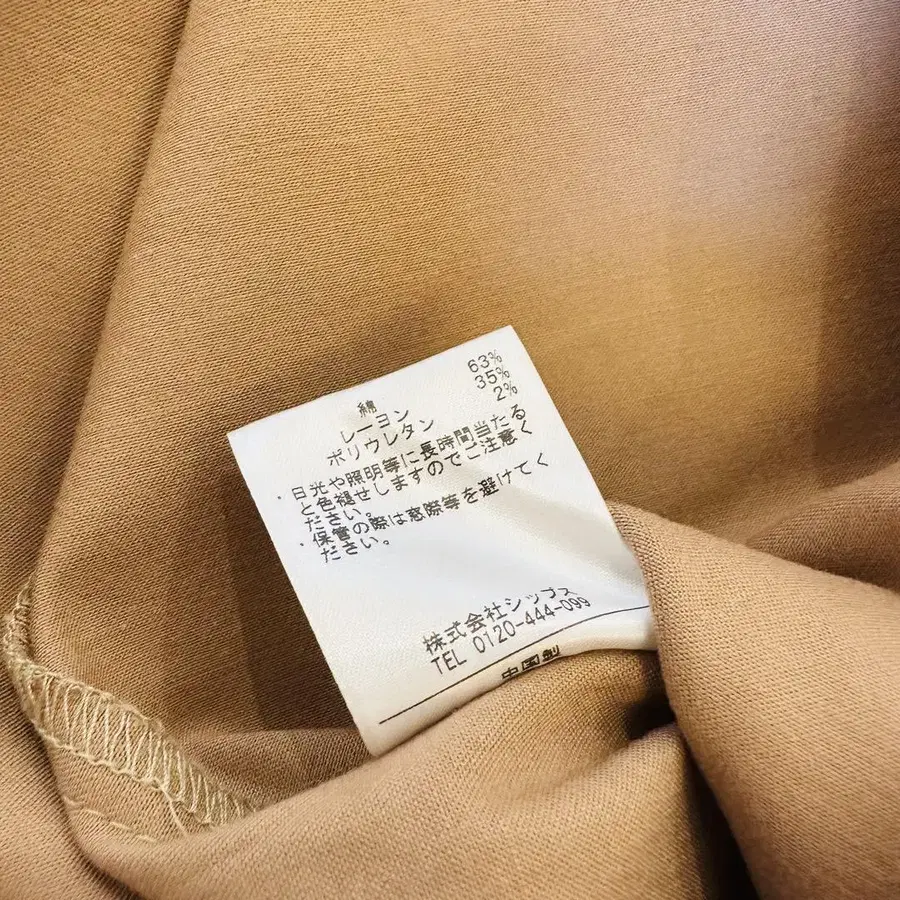 綿 63%
レーヨン 35%
ポリウレタン 2%
・日光や照明等に長時間当たる
と色褪せしますのでご注意く
ださい。
・保管の際は窓際等を避けてく
ださい。
株式会社シップス
TEL 0120-444-099
中国製